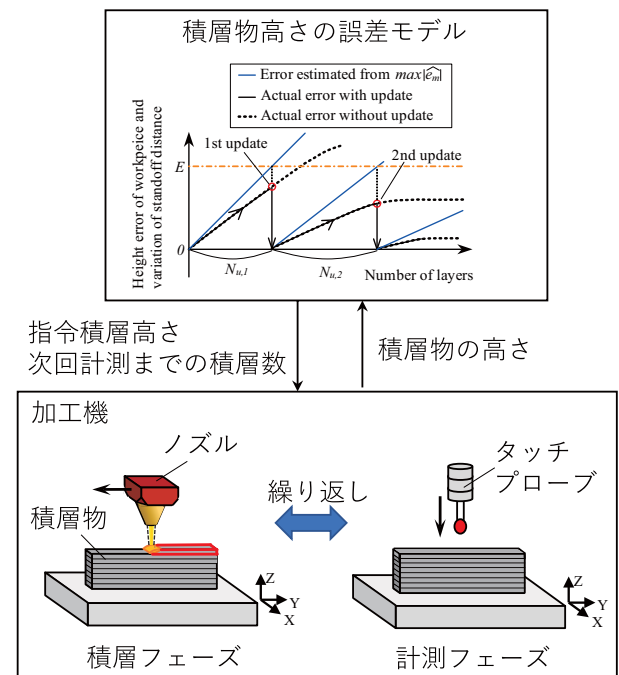 積層物高さの誤差モデル
Error estimated from max|êm|
Actual error with update
Actual error without update
Height error of workpeice and
variation of standoff distance
1st update
2nd update
E
0
Nu,1
Nu,2
Number of layers
指令積層高さ
次回計測までの積層数
積層物の高さ
加工機
ノズル
積層物
繰り返し
タッチ
プローブ
Z
Y
X
Z
Y
X
積層フェーズ
計測フェーズ